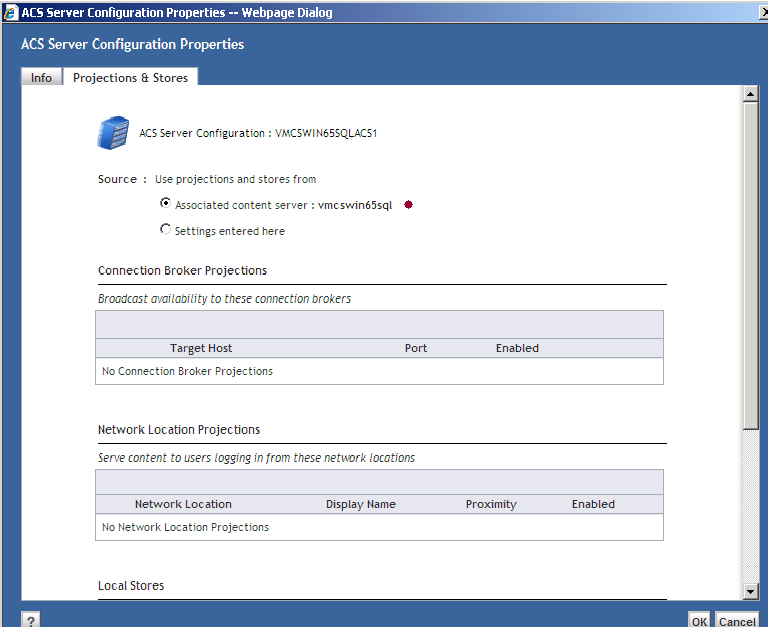 ACS Server Configuration Properties -- Webpage Dialog
ACS Server Configuration Properties
Info Projections & Stores
ACS Server Configuration : VMCSWIN65SQLACS1
Source : Use projections and stores from
Associated content server : vmcswin65sql
Settings entered here
Connection Broker Projections
Broadcast availability to these connection brokers
Target Host Port Enabled
No Connection Broker Projections
Network Location Projections
Serve content to users logging in from these network locations
Network Location Display Name Proximity Enabled
No Network Location Projections
Local Stores
? OK Cancel